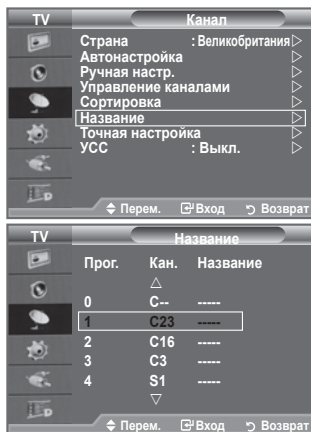 TV Канал
Страна : Великобритания
Автонастройка
Ручная настр.
Управление каналами
Сортировка
Название
Точная настройка
УСС : Выкл.
Перем. Вход Возврат
TV Название
Прог. Кан. Название
0 C-- -----
1 C23 -----
2 C16 -----
3 C3 -----
4 S1 -----
Перем. Вход Возврат